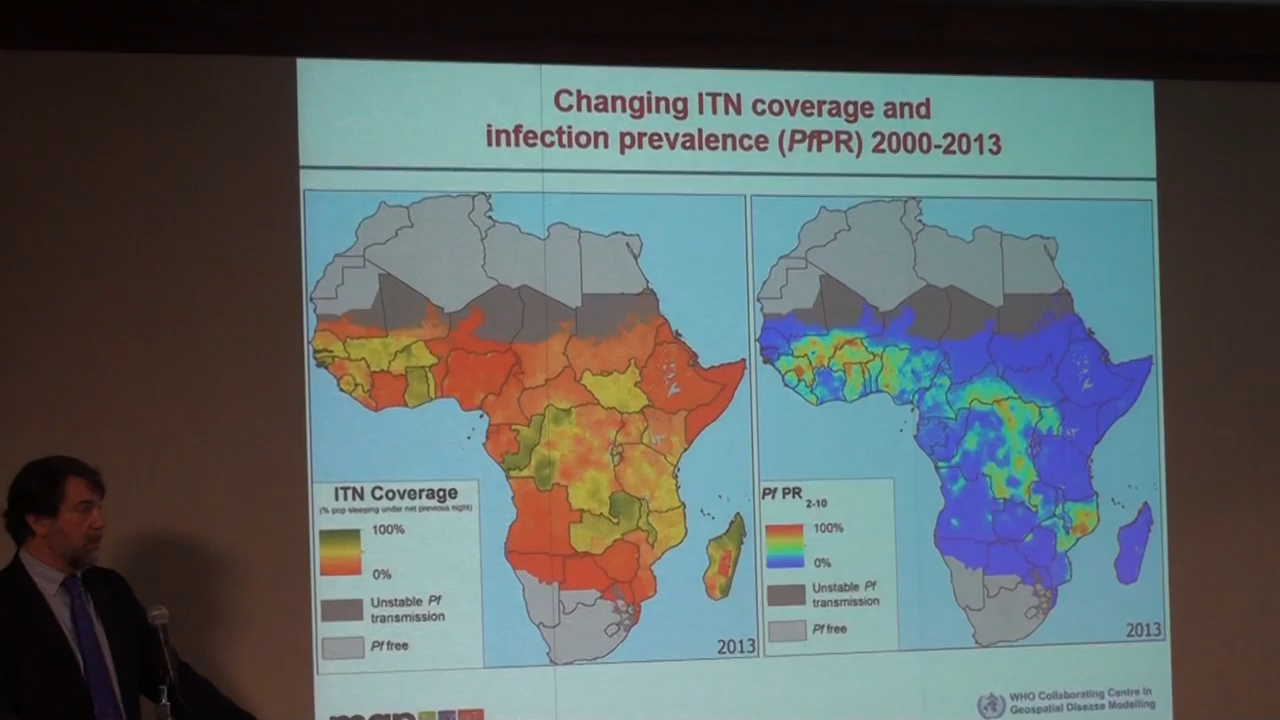 Changing ITN coverage and
infection prevalence (PfPR) 2000-2013
ITN Coverage
(% pop sleeping under net previous night)
100%
0%
Unstable Pf
transmission
Pf free
2013
Pf PR 2-10
100%
0%
Unstable Pf
transmission
Pf free
2013
map
WHO Collaborating Centre in
Geospatial Disease Modelling